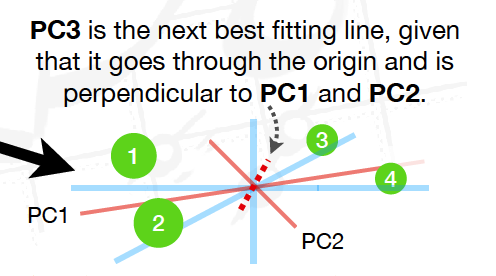 PC3 is the next best fitting line, given
that it goes through the origin and is
perpendicular to PC1 and PC2.
1
3
4
PC1
2
PC2